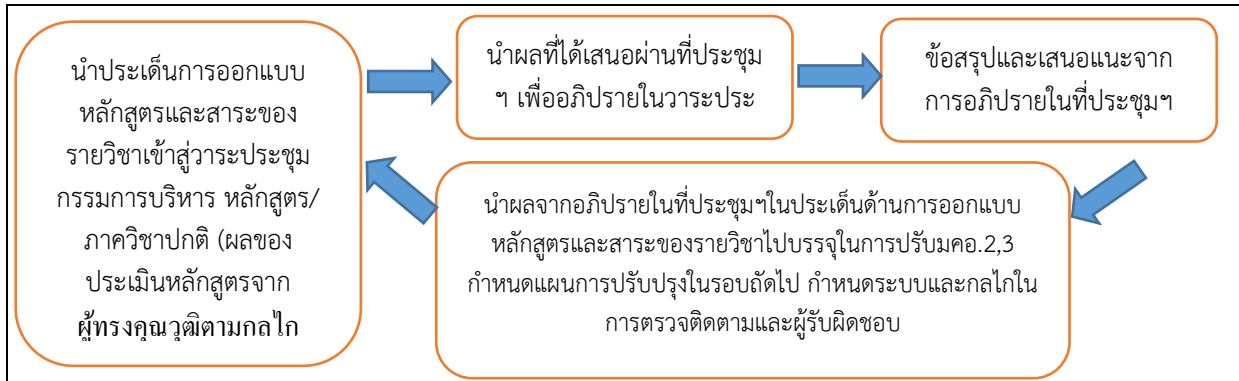 นำประเด็นการออกแบบ
หลักสูตรและสาระของ
รายวิชาเข้าสู่วาระประชุม
กรรมการบริหาร หลักสูตร/
ภาควิชาปกติ (ผลของ
ประเมินหลักสูตรจาก
ผู้ทรงคุณวุฒิตามกลไก
นำผลที่ได้เสนอผ่านที่ประชุม
ฯ เพื่ออภิปรายในวาระประ
ข้อสรุปและเสนอแนะจาก
การอภิปรายในที่ประชุมฯ
นำผลจากอภิปรายในที่ประชุมฯในประเด็นด้านการออกแบบ
หลักสูตรและสาระของรายวิชาไปบรรจุในการปรับมคอ.2,3
กำหนดแผนการปรับปรุงในรอบถัดไป กำหนดระบบและกลไกใน
การตรวจติดตามและผู้รับผิดชอบ